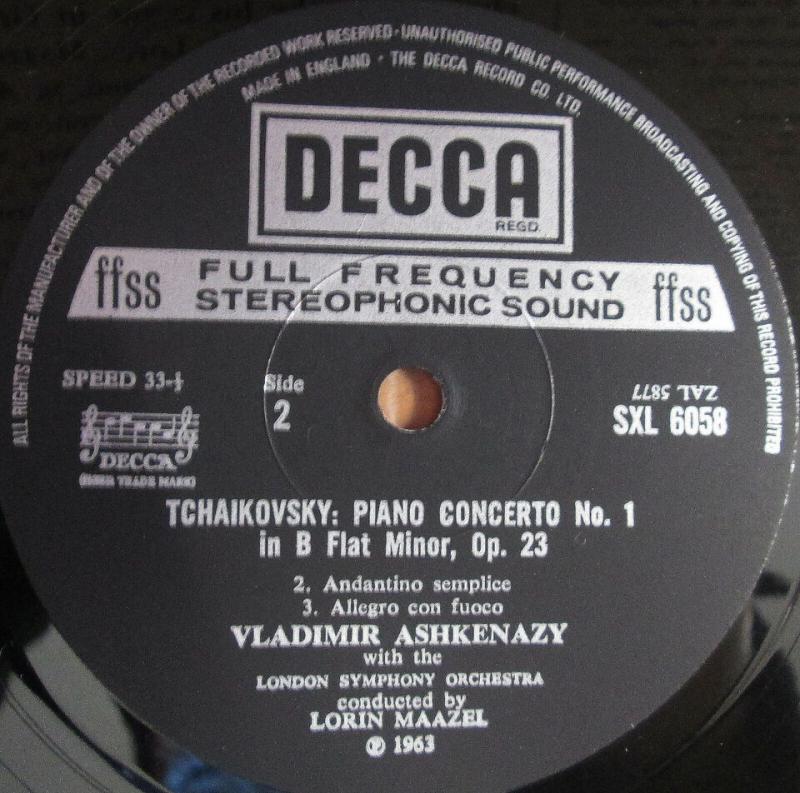 ALL RIGHTS OF THE MANUFACTURER AND OF THE OWNER OF THE RECORDED WORK RESERVED · UNAUTHORISED PUBLIC PERFORMANCE BROADCASTING AND COPYING OF THIS RECORD PROHIBITED
MADE IN ENGLAND · THE DECCA RECORD CO. LTD.
DECCA
REGD.
ffss FULL FREQUENCY ffss
STEREOPHONIC SOUND
SPEED 33-⅓
Side
2
ZAL 5877
SXL 6058
DECCA
TRADE MARK
TCHAIKOVSKY: PIANO CONCERTO No. 1
in B Flat Minor, Op. 23
2. Andantino semplice
3. Allegro con fuoco
VLADIMIR ASHKENAZY
with the
LONDON SYMPHONY ORCHESTRA
conducted by
LORIN MAAZEL
℗ 1963